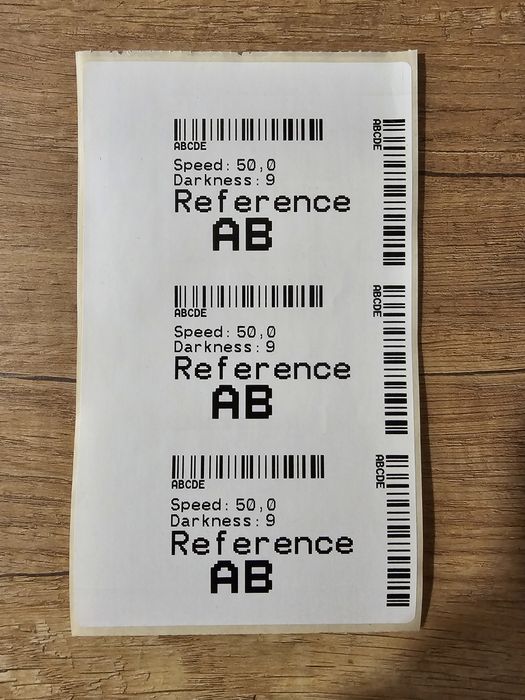 ABCDE
ABCDE
Speed: 50,0
Darkness: 9
Reference
AB
ABCDE
ABCDE
Speed: 50,0
Darkness: 9
Reference
AB
ABCDE
ABCDE
Speed: 50,0
Darkness: 9
Reference
AB